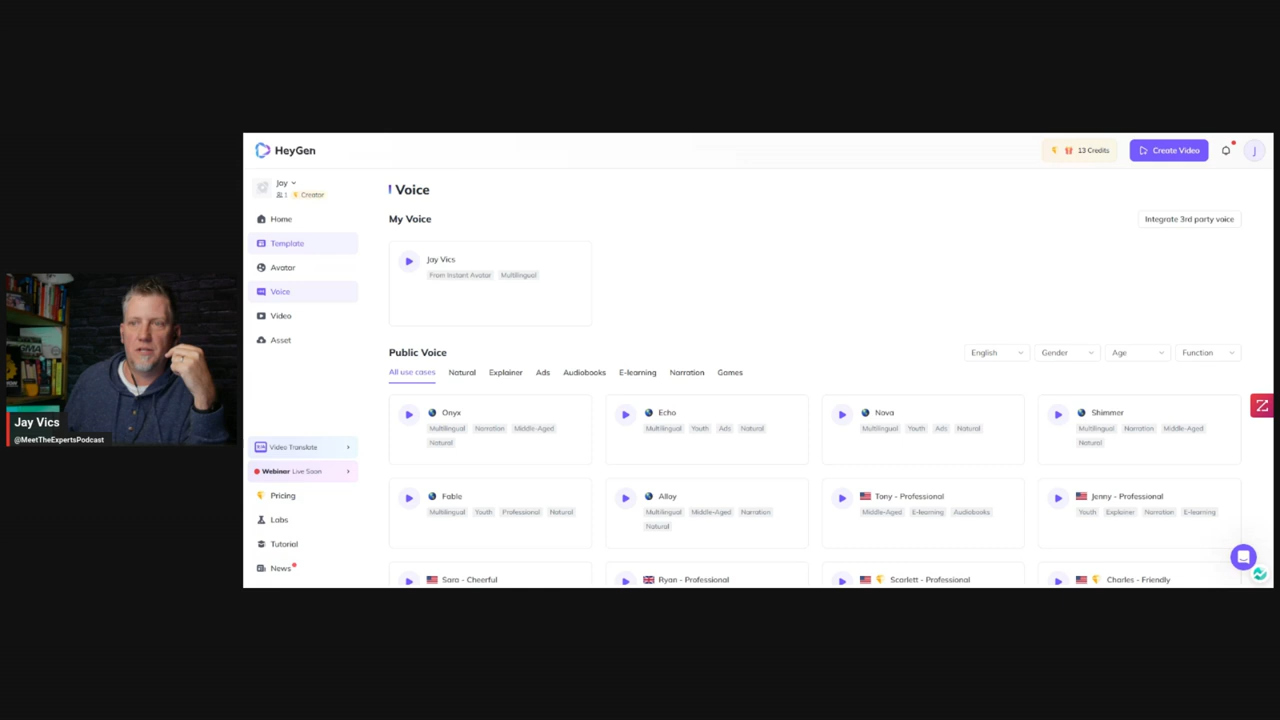 HeyGen
13 Credits
Create Video
J
Jay
1 Creator
Home
Template
Avatar
Voice
Video
Asset
Video Translate
Webinar Live Soon
Pricing
Labs
Tutorial
News
Voice
My Voice
Integrate 3rd party voice
Jay Vics
From Instant Avatar Multilingual
Public Voice
English Gender Age Function
All use cases Natural Explainer Ads Audiobooks E-learning Narration Games
Onyx
Multilingual Narration Middle-Aged
Natural
Echo
Multilingual Youth Ads Natural
Nova
Multilingual Youth Ads Natural
Shimmer
Multilingual Narration Middle-Aged
Natural
Fable
Multilingual Youth Professional Natural
Alloy
Multilingual Middle-Aged Narration
Natural
Tony - Professional
Middle-Aged E-learning Audiobooks
Jenny - Professional
Youth Explainer Narration E-learning
Sara - Cheerful
Ryan - Professional
Scarlett - Professional
Charles - Friendly
Jay Vics
@MeetTheExpertsPodcast